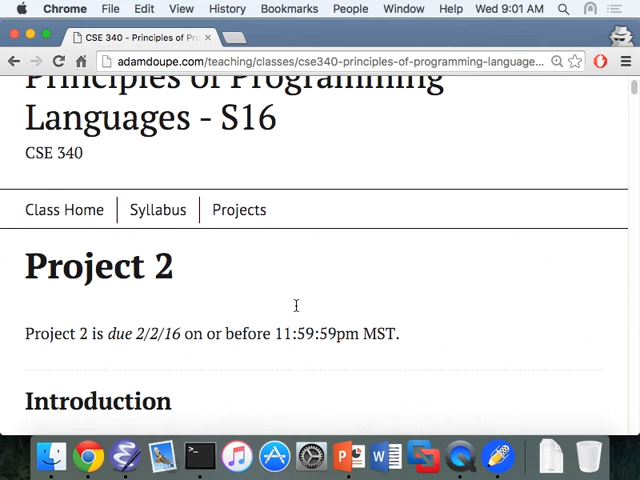 Chrome File Edit View History Bookmarks People Window Help Wed 9:01 AM
CSE 340 - Principles of Pr
adamdoupe.com/teaching/classes/cse340-principles-of-programming-language...
Principles of Programming
Languages - S16
CSE 340
Class Home Syllabus Projects
Project 2
Project 2 is due 2/2/16 on or before 11:59:59pm MST.
Introduction